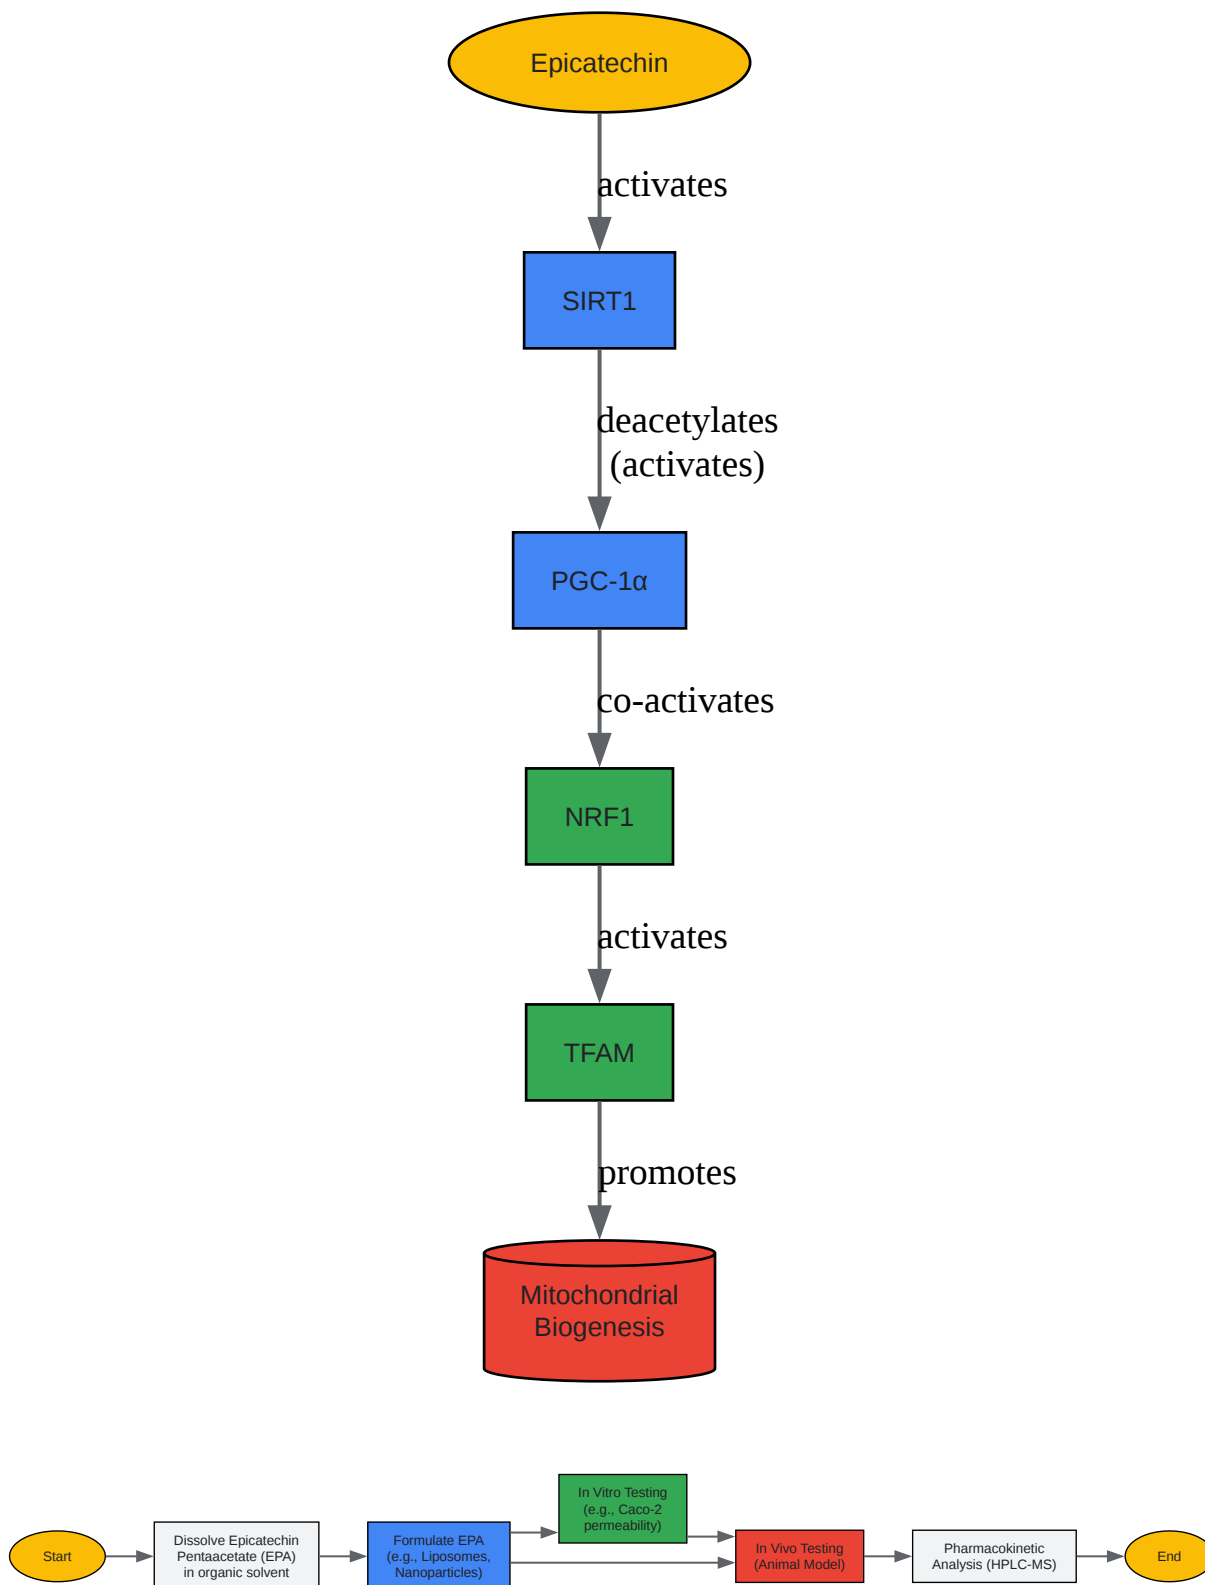 Epicatechin
activates
SIRT1
deacetylates
(activates)
PGC-1α
co-activates
NRF1
activates
TFAM
promotes
Mitochondrial
Biogenesis
Start
Dissolve Epicatechin
Pentaacetate (EPA)
in organic solvent
Formulate EPA
(e.g., Liposomes,
Nanoparticles)
In Vitro Testing
(e.g., Caco-2
permeability)
In Vivo Testing
(Animal Model)
Pharmacokinetic
Analysis (HPLC-MS)
End